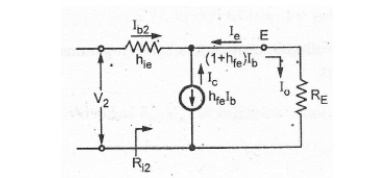 I_b2
I_e
E
h_ie
(1+h_fe)I_b
I_c
I_o
V_2
h_fe I_b
R_E
R_i2